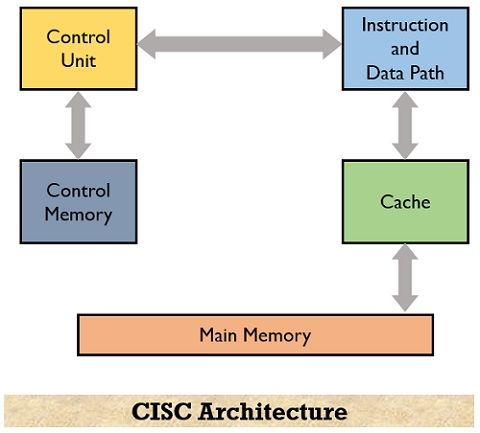 Control
Unit
Instruction
and
Data Path
Control
Memory
Cache
Main Memory
CISC Architecture